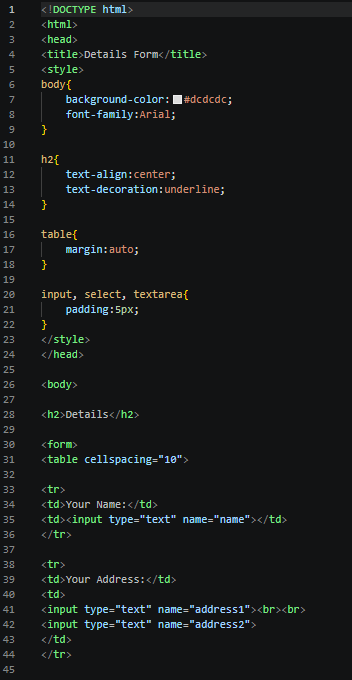 1 <!DOCTYPE html>
2 <html>
3 <head>
4 <title>Details Form</title>
5 <style>
6 body{
7     background-color: #dcdcdc;
8     font-family:Arial;
9 }
10
11 h2{
12     text-align:center;
13     text-decoration:underline;
14 }
15
16 table{
17     margin:auto;
18 }
19
20 input, select, textarea{
21     padding:5px;
22 }
23 </style>
24 </head>
25
26 <body>
27
28 <h2>Details</h2>
29
30 <form>
31 <table cellspacing="10">
32
33 <tr>
34 <td>Your Name:</td>
35 <td><input type="text" name="name"></td>
36 </tr>
37
38 <tr>
39 <td>Your Address:</td>
40 <td>
41 <input type="text" name="address1"><br><br>
42 <input type="text" name="address2">
43 </td>
44 </tr>
45